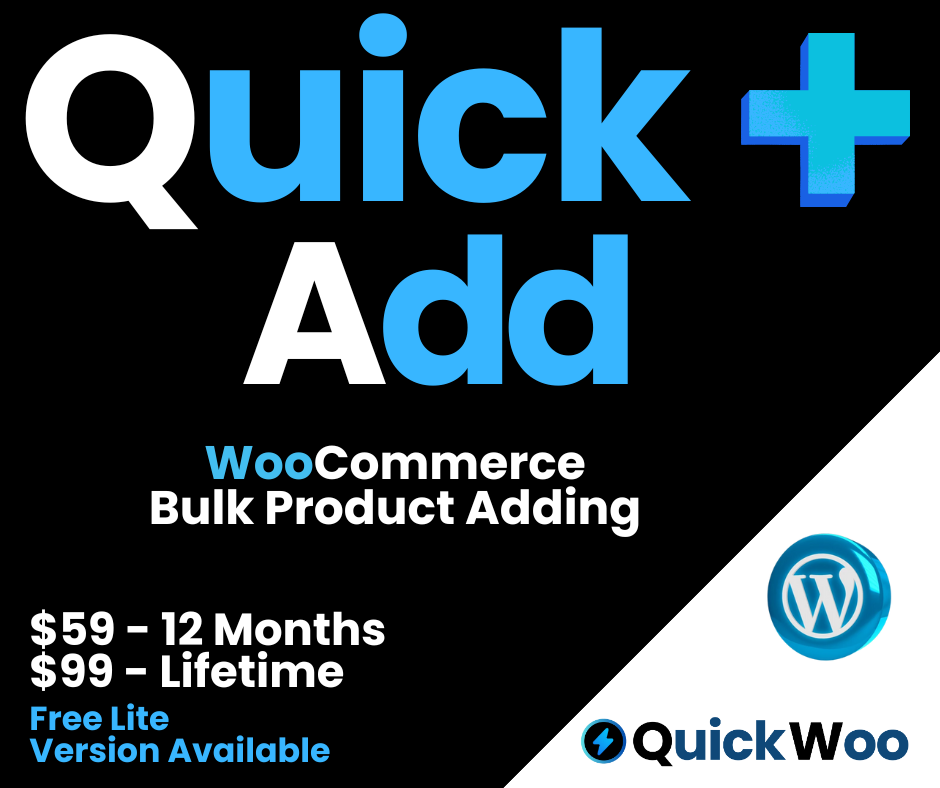 Quick
Add
WooCommerce
Bulk Product Adding
$59 - 12 Months
$99 - Lifetime
Free Lite
Version Available
W
QuickWoo